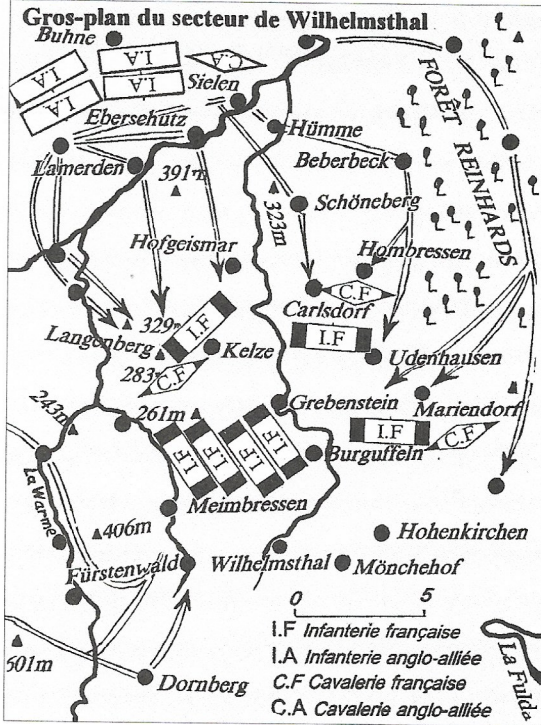 Gros-plan du secteur de Wilhelmsthal
Buhne
I.A
I.A
I.A
I.A
C.A
Sielen
Ebersehütz
Hümme
Lamerden
Beberbeck
FORÊT REINHARDS
391m
323m
Schöneberg
Hofgeismar
Hombressen
C.F
Carlsdorf
Langenberg
329m
I.F
I.F
Kelze
Udenhausen
283m
C.F
243m
261m
Grebenstein
Mariendorf
I.F
C.F
I.F
I.F
I.F
I.F
Burguffeln
La Warme
Meimbressen
406m
Hohenkirchen
Fürstenwald
Wilhelmsthal
Mönchehof
0 5
I.F Infanterie française
601m
I.A Infanterie anglo-alliée
C.F Cavalerie française
Dornberg
C.A Cavalerie anglo-alliée
La Fulda